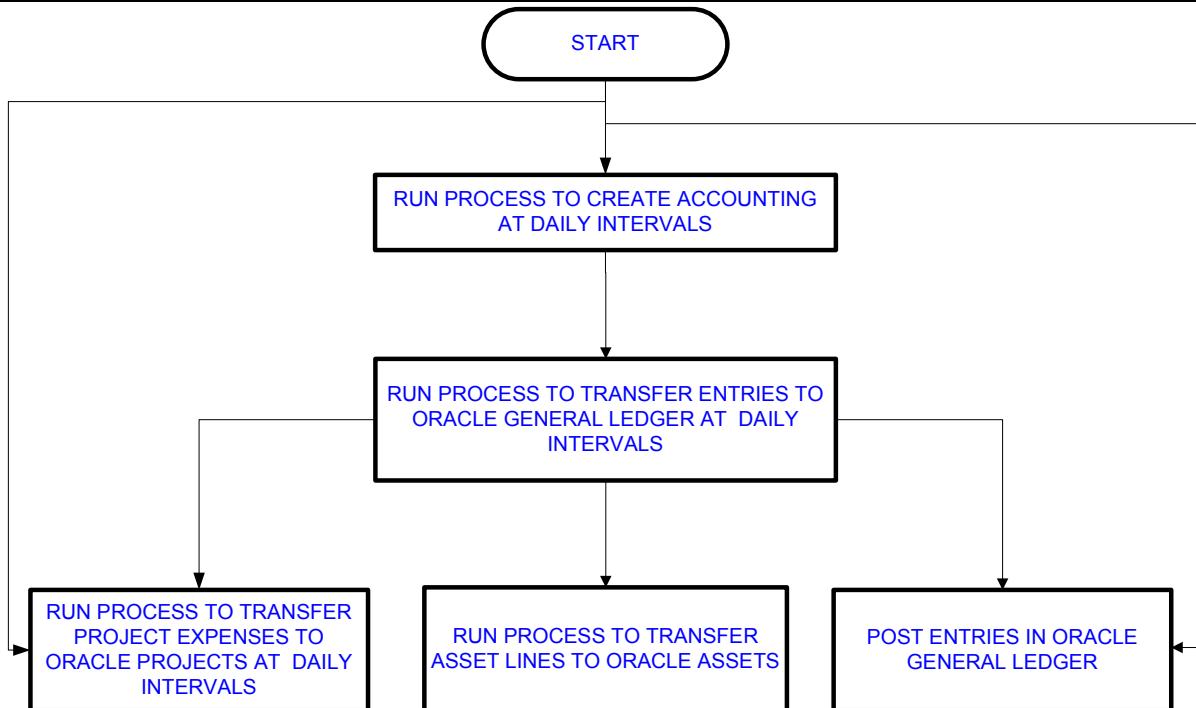 START
RUN PROCESS TO CREATE ACCOUNTING
AT DAILY INTERVALS
RUN PROCESS TO TRANSFER ENTRIES TO
ORACLE GENERAL LEDGER AT  DAILY
INTERVALS
RUN PROCESS TO TRANSFER
PROJECT EXPENSES TO
ORACLE PROJECTS AT  DAILY
INTERVALS
RUN PROCESS TO TRANSFER
ASSET LINES TO ORACLE ASSETS
POST ENTRIES IN ORACLE
GENERAL LEDGER